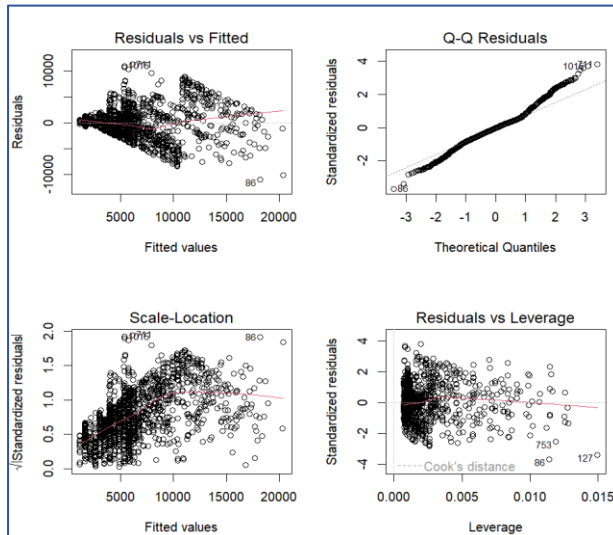 Residuals vs Fitted
Residuals
10000
0
-10000
5000 10000 15000 20000
Fitted values
86
Q-Q Residuals
Standardized residuals
4
2
0
-2
-3 -2 -1 0 1 2 3
Theoretical Quantiles
86
Scale-Location
√|Standardized residuals|
2.0
1.5
1.0
0.5
0.0
5000 10000 15000 20000
Fitted values
86
Residuals vs Leverage
Standardized residuals
4
2
0
-2
-4
0.000 0.005 0.010 0.015
Leverage
753
86
127
Cook's distance